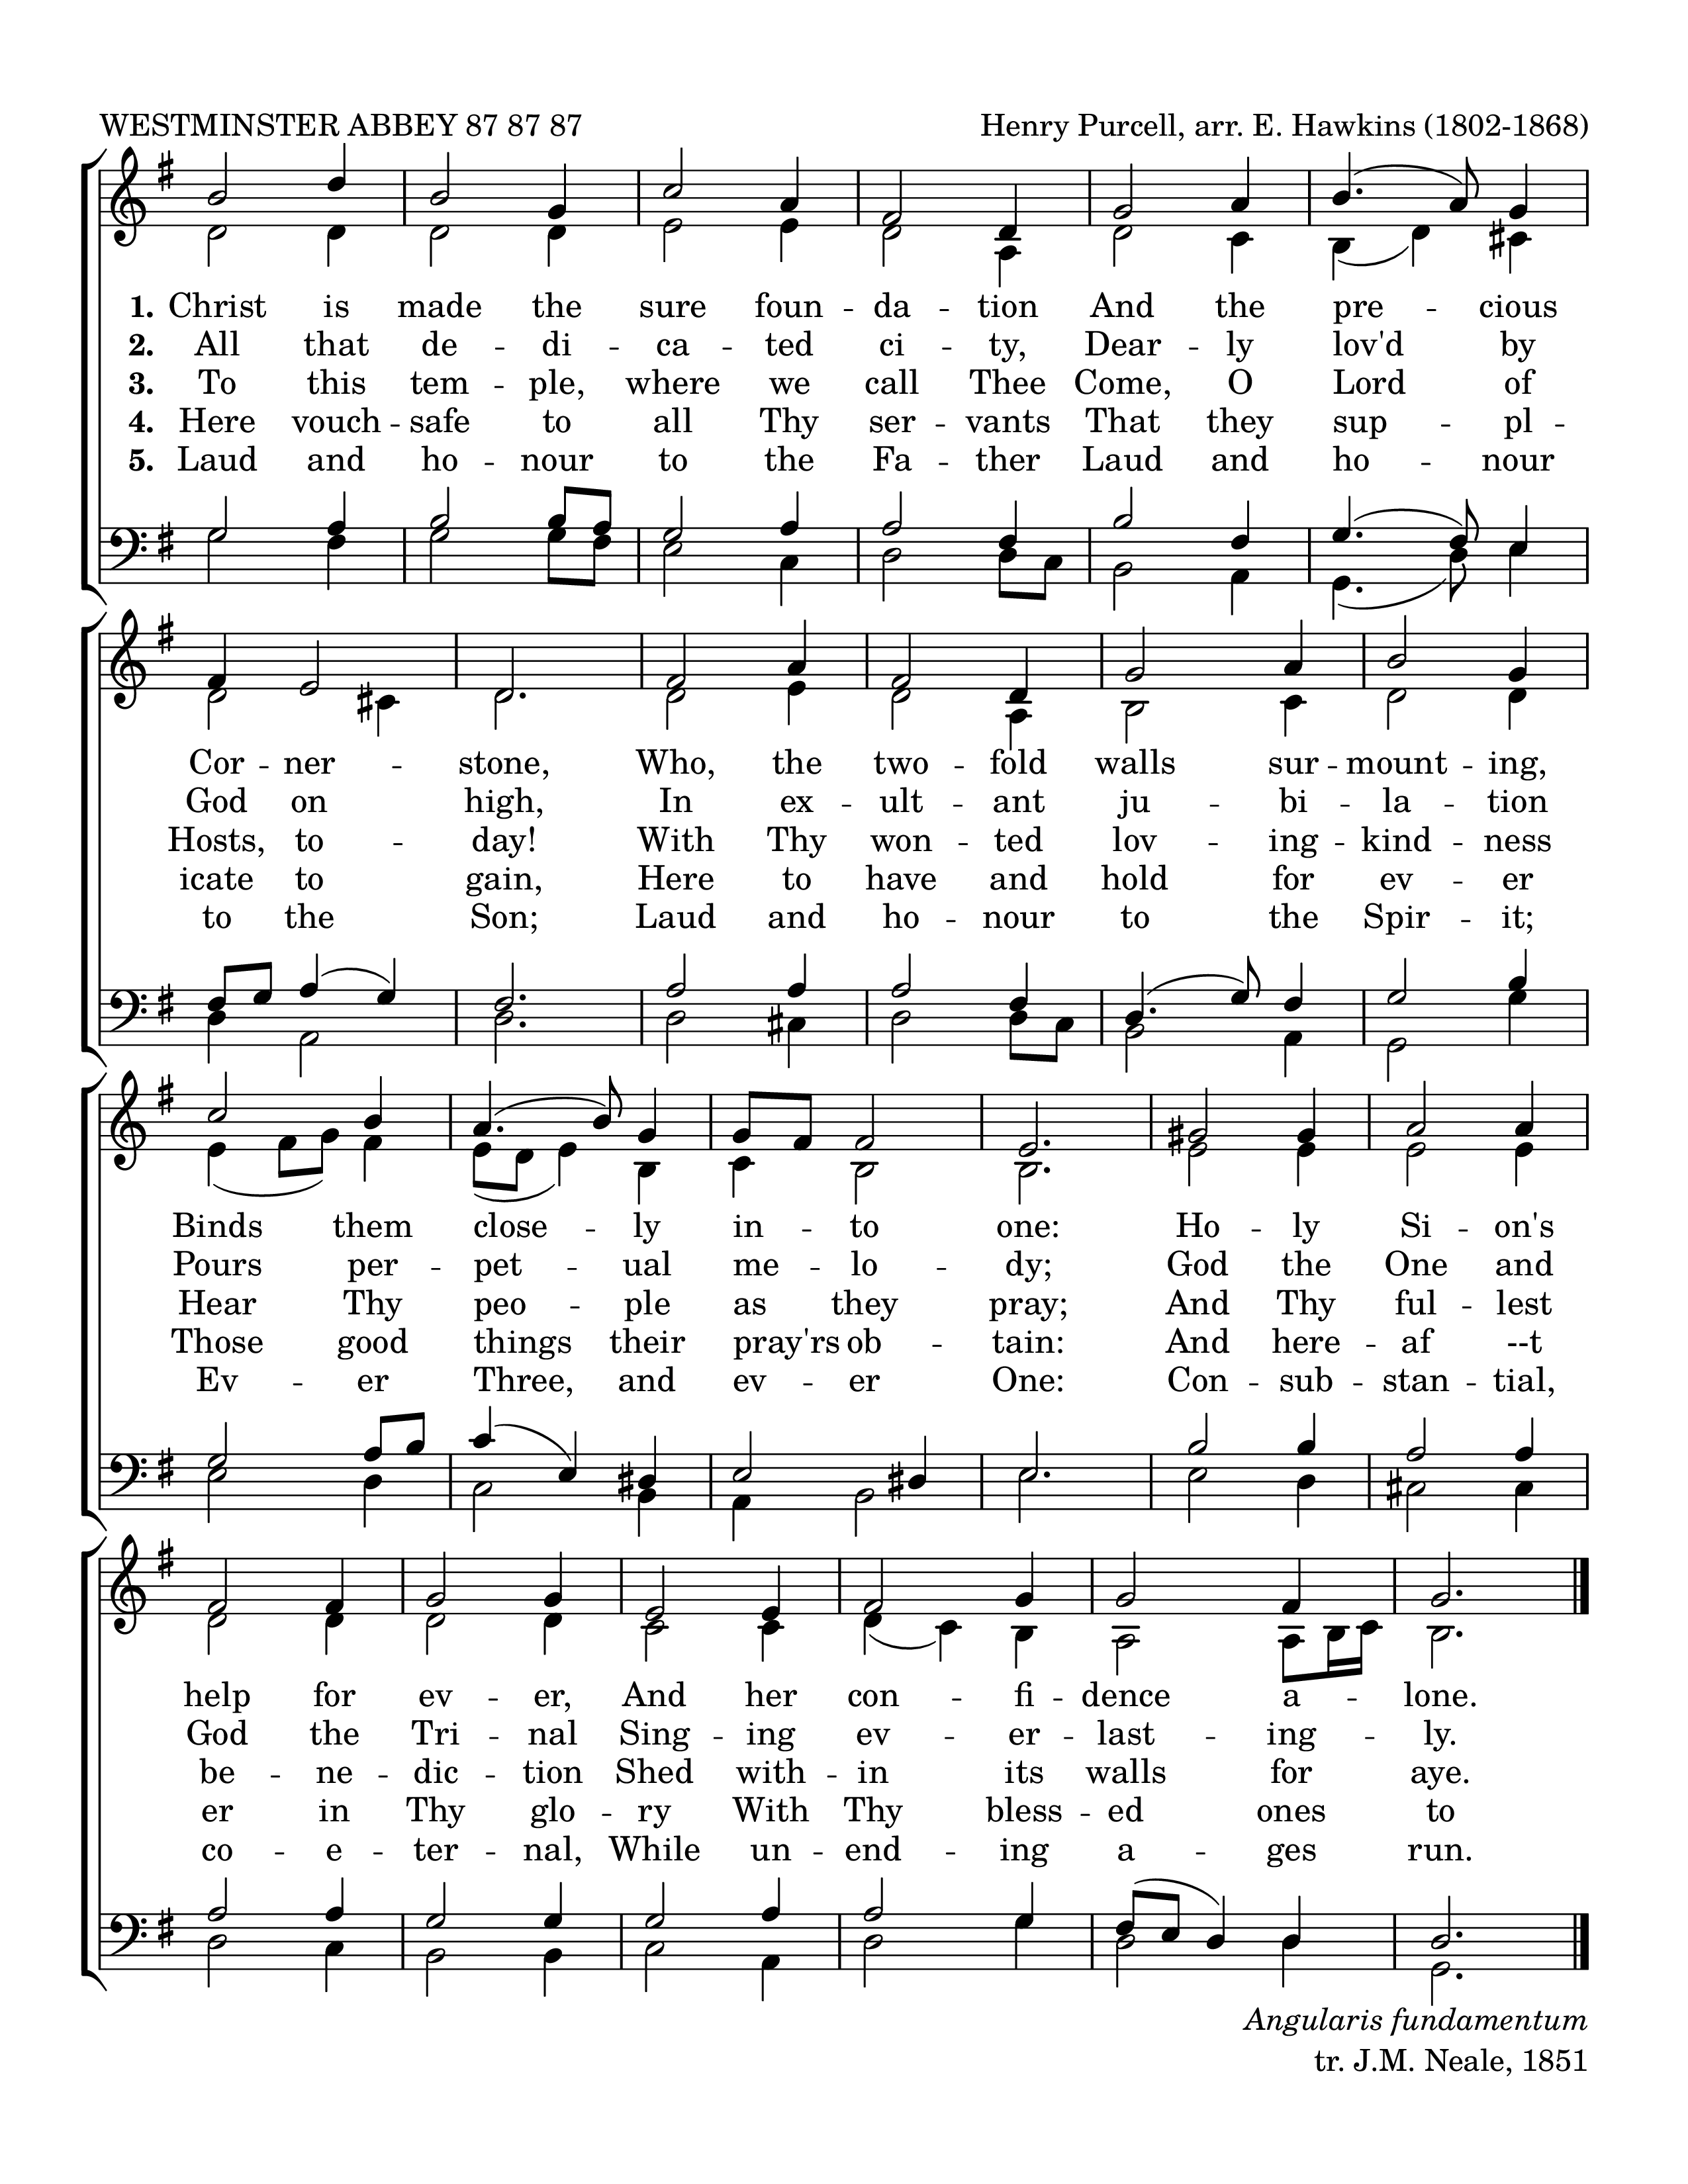 WESTMINSTER ABBEY 87 87 87
Henry Purcell, arr. E. Hawkins (1802-1868)
1. Christ is made the sure foun - da - tion And the pre - cious
2. All that de - di - ca - ted ci - ty, Dear - ly lov'd by
3. To this tem - ple, where we call Thee Come, O Lord of
4. Here vouch - safe to all Thy ser - vants That they sup - pl -
5. Laud and ho - nour to the Fa - ther Laud and ho - nour
Cor - ner - stone, Who, the two - fold walls sur - mount - ing,
God on high, In ex - ult - ant ju - bi - la - tion
Hosts, to - day! With Thy won - ted lov - ing - kind - ness
icate to gain, Here to have and hold for ev - er
to the Son; Laud and ho - nour to the Spir - it;
Binds them close - ly in - to one: Ho - ly Si - on's
Pours per - pet - ual me - lo - dy; God the One and
Hear Thy peo - ple as they pray; And Thy ful - lest
Those good things their pray'rs ob - tain: And here - af --t
Ev - er Three, and ev - er One: Con - sub - stan - tial,
help for ev - er, And her con - fi - dence a - lone.
God the Tri - nal Sing - ing ev - er - last - ing - ly.
be - ne - dic - tion Shed with - in its walls for aye.
er in Thy glo - ry With Thy bless - ed ones to
co - e - ter - nal, While un - end - ing a - ges run.
Angularis fundamentum
tr. J.M. Neale, 1851